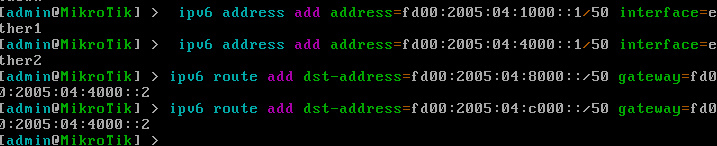 [admin@MikroTik] >  ipv6 address add address=fd00:2005:04:1000::1/50 interface=e
ther1
[admin@MikroTik] >  ipv6 address add address=fd00:2005:04:4000::1/50 interface=e
ther2
[admin@MikroTik] > ipv6 route add dst-address=fd00:2005:04:8000::/50 gateway=fd0
0:2005:04:4000::2
[admin@MikroTik] > ipv6 route add dst-address=fd00:2005:04:c000::/50 gateway=fd0
0:2005:04:4000::2
[admin@MikroTik] >